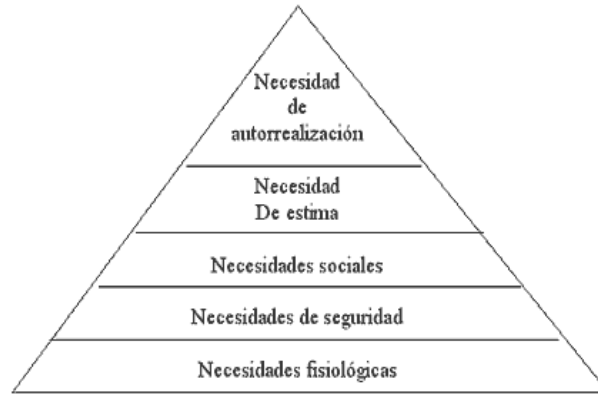 Necesidad
de
autorrealización
Necesidad
De estima
Necesidades sociales
Necesidades de seguridad
Necesidades fisiológicas